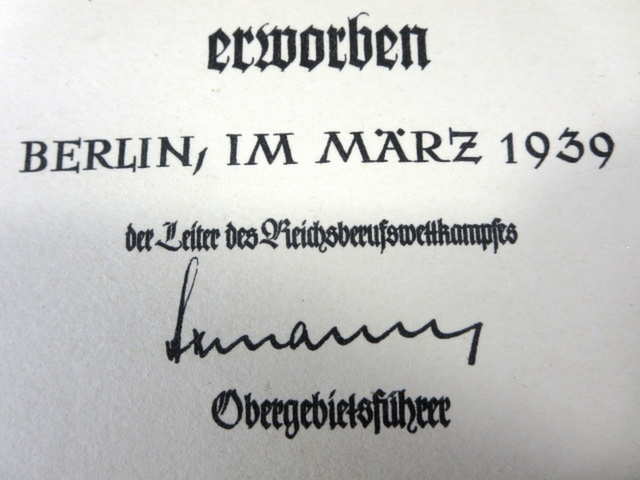 erworben
BERLIN, IM MÄRZ 1939
der Leiter des Reichsberufswettkampfes
Obergebietsführer